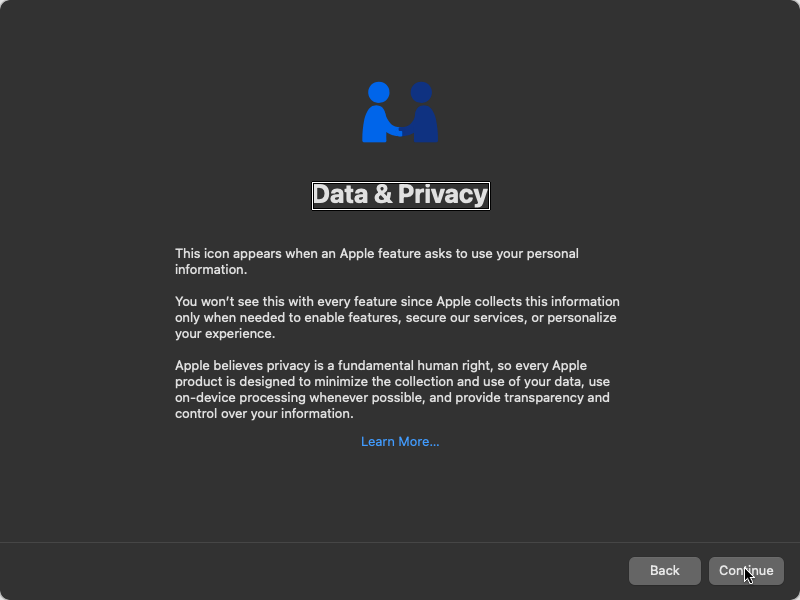 Data & Privacy
This icon appears when an Apple feature asks to use your personal
information.
You won’t see this with every feature since Apple collects this information
only when needed to enable features, secure our services, or personalize
your experience.
Apple believes privacy is a fundamental human right, so every Apple
product is designed to minimize the collection and use of your data, use
on-device processing whenever possible, and provide transparency and
control over your information.
Learn More...
Back
Continue